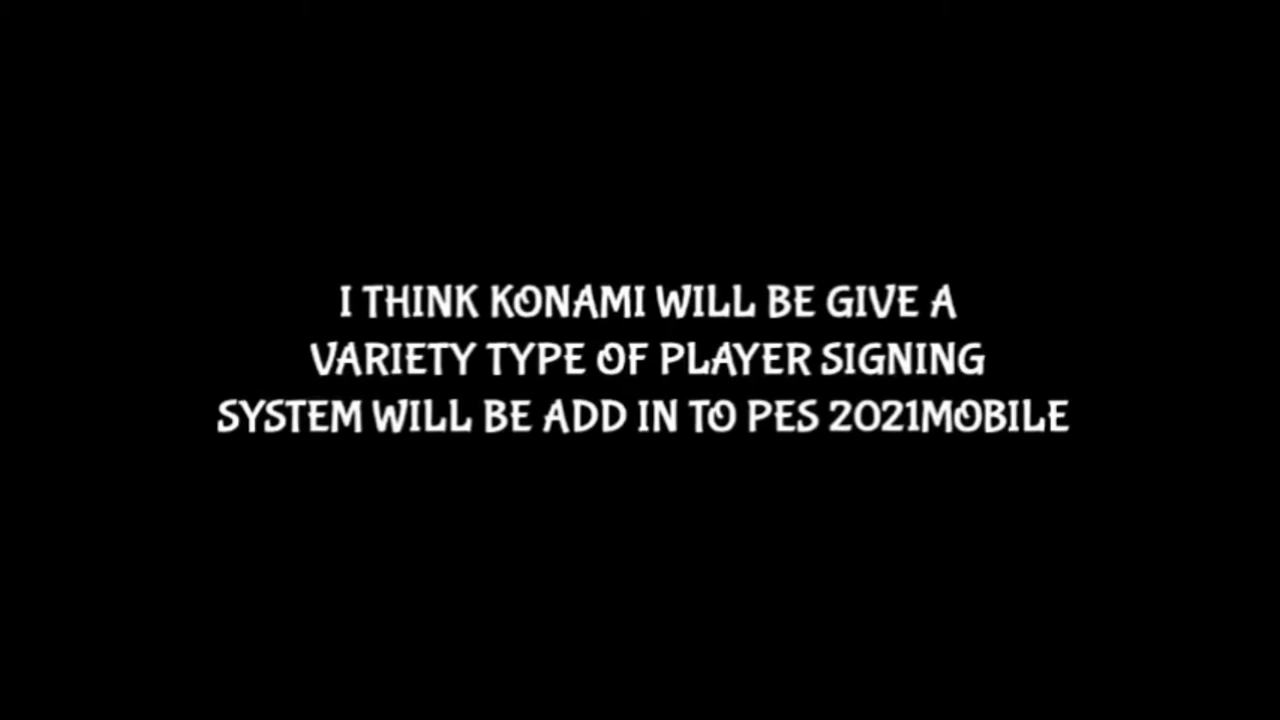 I THINK KONAMI WILL BE GIVE A
VARIETY TYPE OF PLAYER SIGNING
SYSTEM WILL BE ADD IN TO PES 2021MOBILE